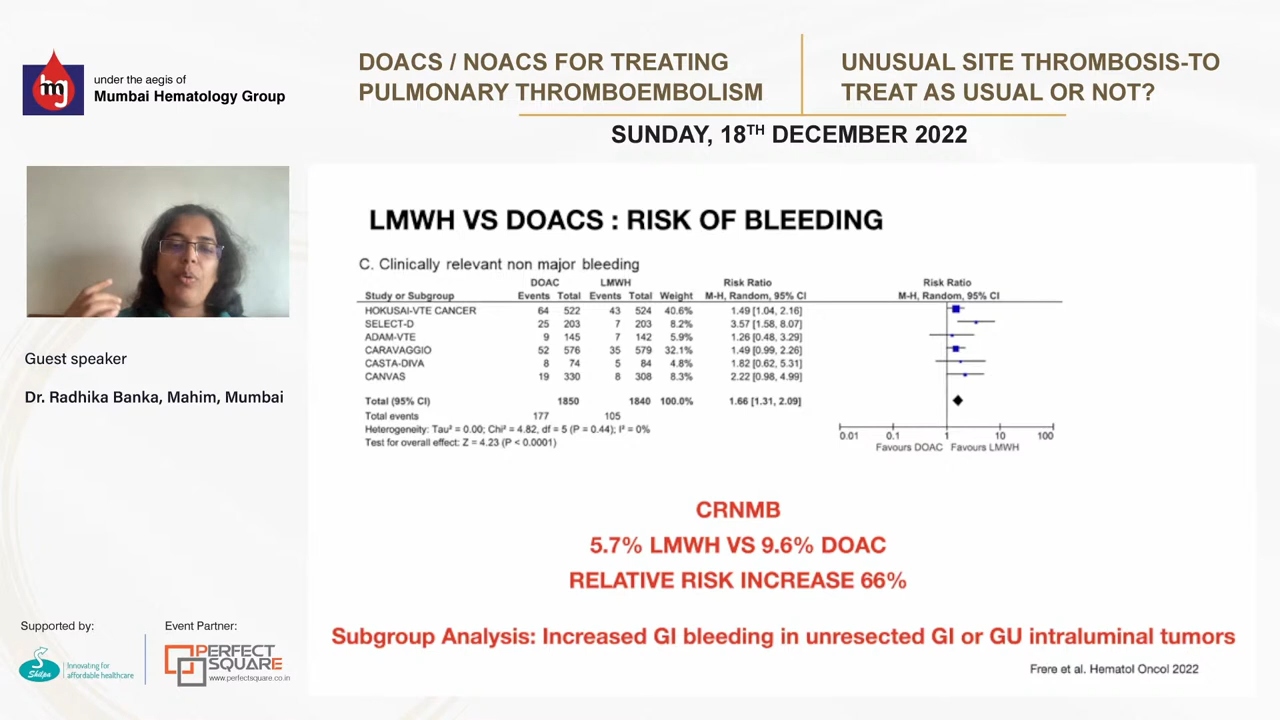 mg
under the aegis of
Mumbai Hematology Group
DOACS / NOACS FOR TREATING
PULMONARY THROMBOEMBOLISM
UNUSUAL SITE THROMBOSIS-TO
TREAT AS USUAL OR NOT?
SUNDAY, 18TH DECEMBER 2022
Guest speaker
Dr. Radhika Banka, Mahim, Mumbai
LMWH VS DOACS : RISK OF BLEEDING
C. Clinically relevant non major bleeding
DOAC LMWH Risk Ratio Risk Ratio
Study or Subgroup Events Total Events Total Weight M-H, Random, 95% CI M-H, Random, 95% CI
HOKUSAI-VTE CANCER 64 522 43 524 40.6% 1.49 [1.04, 2.16]
SELECT-D 25 203 7 203 8.2% 3.57 [1.58, 8.07]
ADAM-VTE 9 145 7 142 5.9% 1.26 [0.48, 3.29]
CARAVAGGIO 52 576 35 579 32.1% 1.49 [0.99, 2.26]
CASTA-DIVA 8 74 5 84 4.8% 1.82 [0.62, 5.31]
CANVAS 19 330 8 308 8.3% 2.22 [0.98, 4.99]
Total (95% CI) 1850 1840 100.0% 1.66 [1.31, 2.09]
Total events 177 105
Heterogeneity: Tau² = 0.00; Chi² = 4.82, df = 5 (P = 0.44); I² = 0%
Test for overall effect: Z = 4.23 (P < 0.0001)
0.01 0.1 1 10 100
Favours DOAC Favours LMWH
CRNMB
5.7% LMWH VS 9.6% DOAC
RELATIVE RISK INCREASE 66%
Subgroup Analysis: Increased GI bleeding in unresected GI or GU intraluminal tumors
Frere et al. Hematol Oncol 2022
Supported by:
Shilpa
Innovating for
affordable healthcare
Event Partner:
PERFECT
SQUARE
www.perfectsquare.co.in